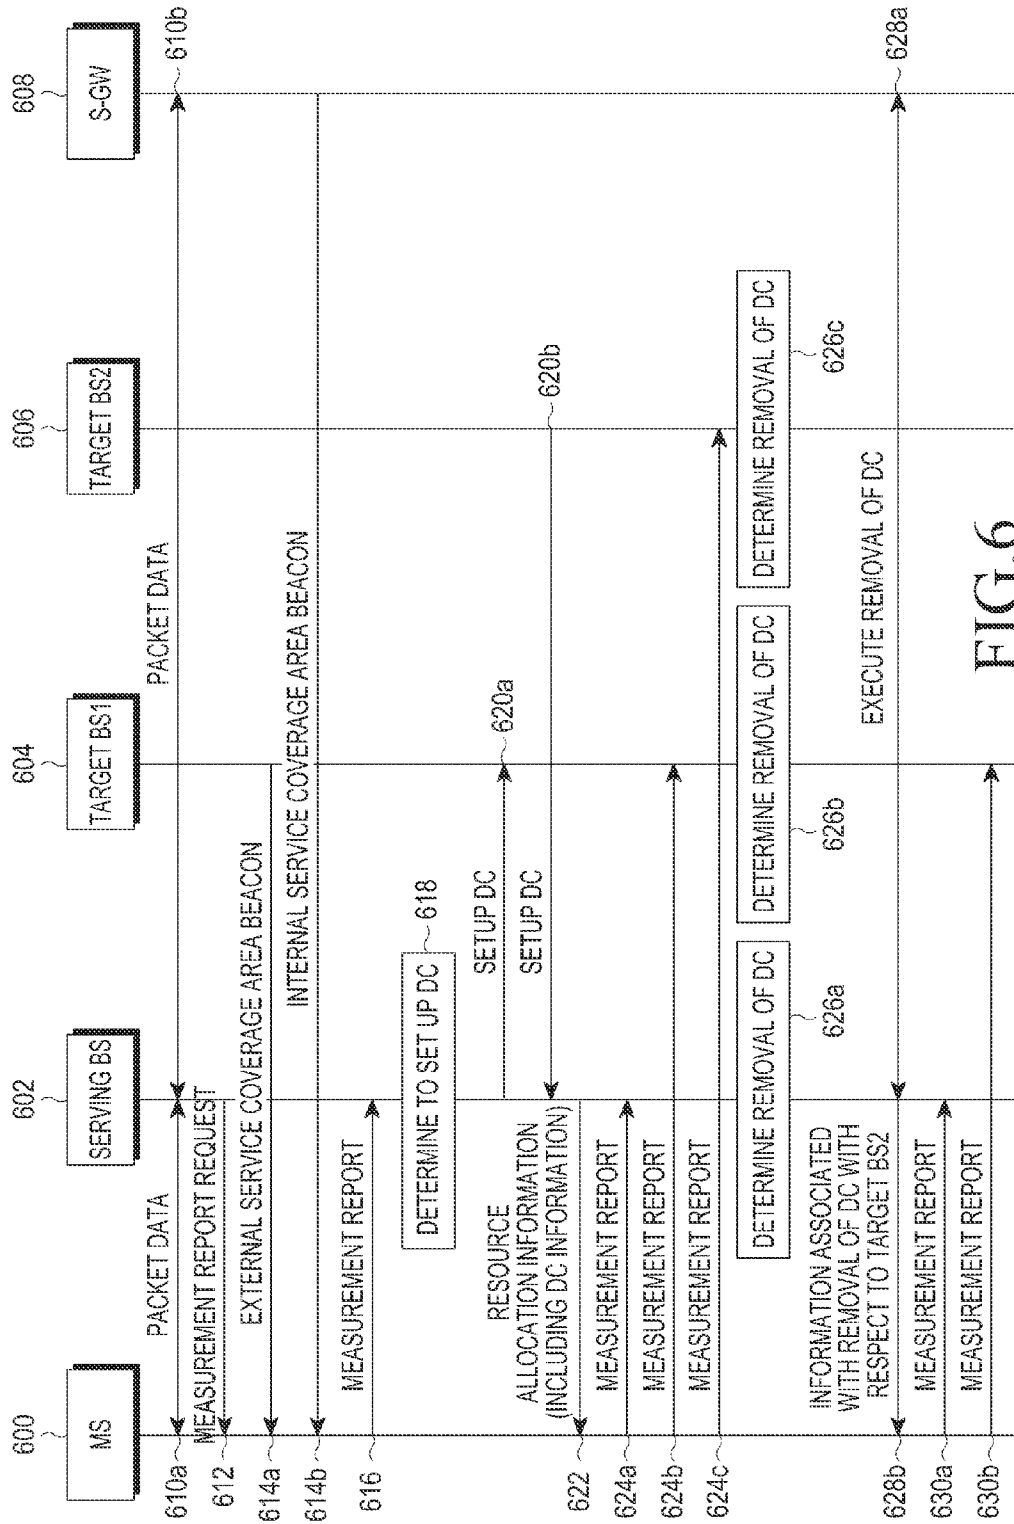 600
602
604
606
608
MS
SERVING BS
TARGET BS1
TARGET BS2
S-GW
610a
PACKET DATA
PACKET DATA
610b
MEASUREMENT REPORT REQUEST
612
EXTERNAL SERVICE COVERAGE AREA BEACON
614a
INTERNAL SERVICE COVERAGE AREA BEACON
614b
MEASUREMENT REPORT
616
DETERMINE TO SET UP DC
618
SETUP DC
620a
SETUP DC
620b
RESOURCE
ALLOCATION INFORMATION
(INCLUDING DC INFORMATION)
622
MEASUREMENT REPORT
624a
MEASUREMENT REPORT
624b
MEASUREMENT REPORT
624c
DETERMINE REMOVAL OF DC
DETERMINE REMOVAL OF DC
DETERMINE REMOVAL OF DC
626a
626b
626c
INFORMATION ASSOCIATED
WITH REMOVAL OF DC WITH
RESPECT TO TARGET BS2
EXECUTE REMOVAL OF DC
628b
628a
MEASUREMENT REPORT
630a
MEASUREMENT REPORT
630b
FIG.6